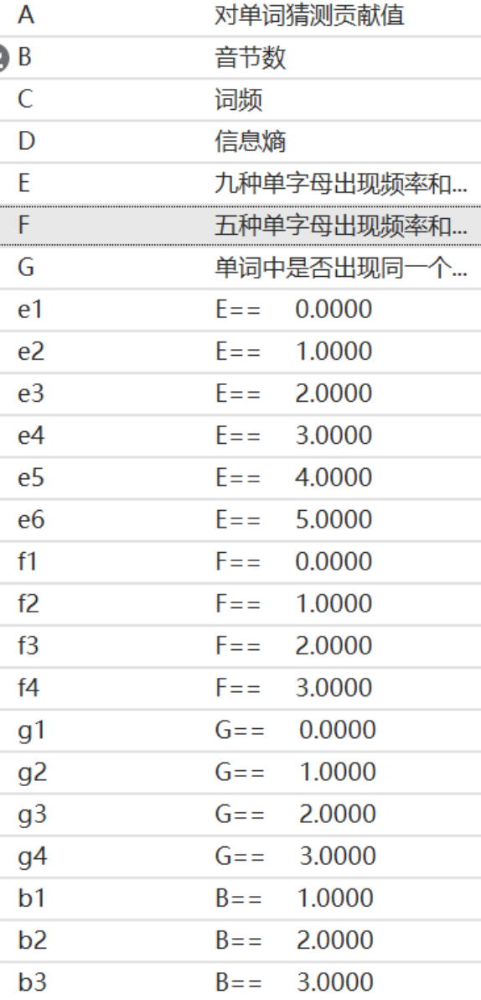 A 对单词猜测贡献值
B 音节数
C 词频
D 信息熵
E 九种单字母出现频率和...
F 五种单字母出现频率和...
G 单词中是否出现同一个...
e1 E== 0.0000
e2 E== 1.0000
e3 E== 2.0000
e4 E== 3.0000
e5 E== 4.0000
e6 E== 5.0000
f1 F== 0.0000
f2 F== 1.0000
f3 F== 2.0000
f4 F== 3.0000
g1 G== 0.0000
g2 G== 1.0000
g3 G== 2.0000
g4 G== 3.0000
b1 B== 1.0000
b2 B== 2.0000
b3 B== 3.0000